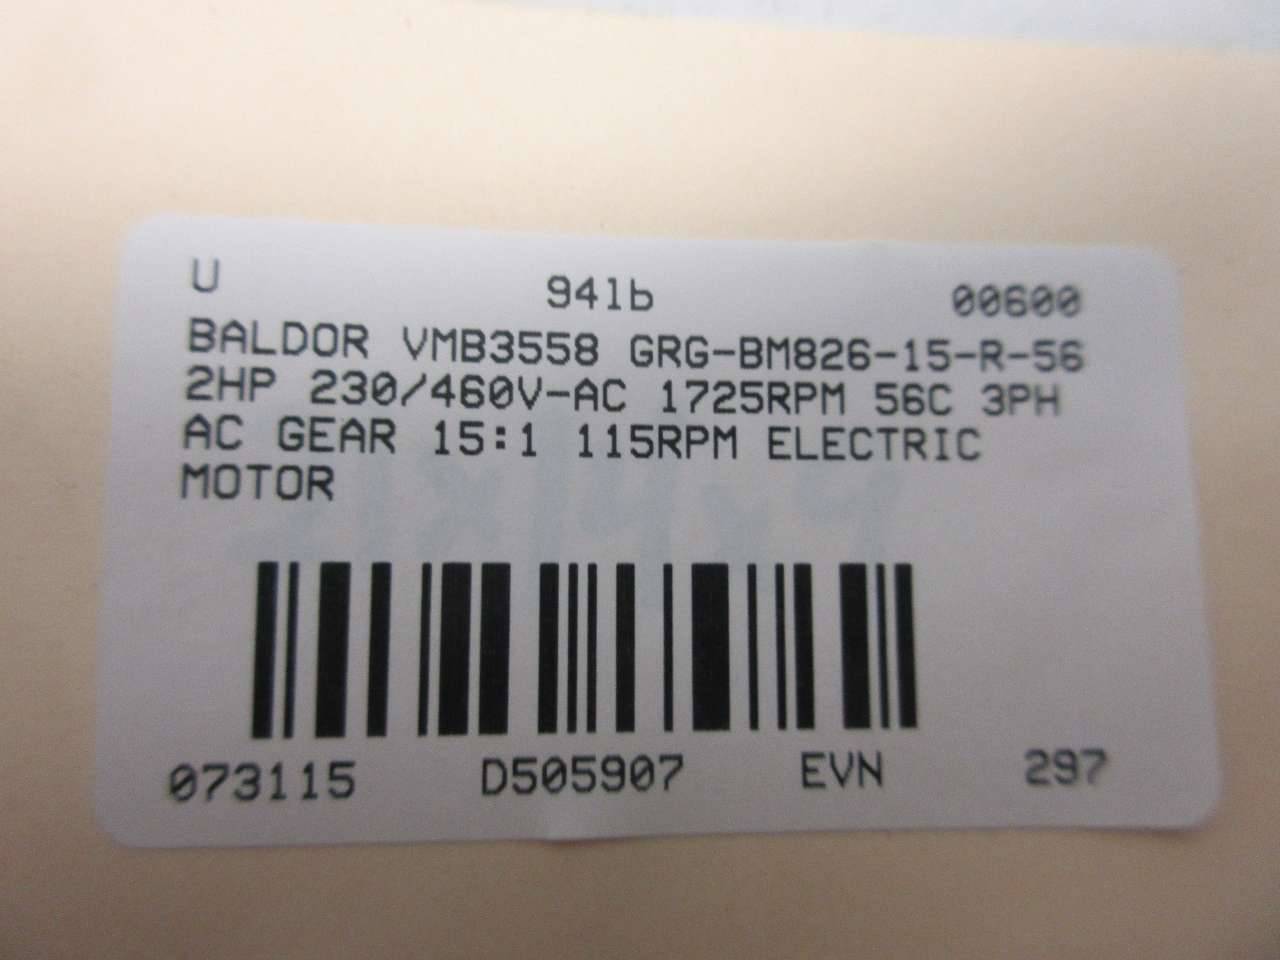 U 94lb 00600
BALDOR VMB3558 GRG-BM826-15-R-56
2HP 230/460V-AC 1725RPM 56C 3PH
AC GEAR 15:1 115RPM ELECTRIC
MOTOR
073115 D505907 EVN 297